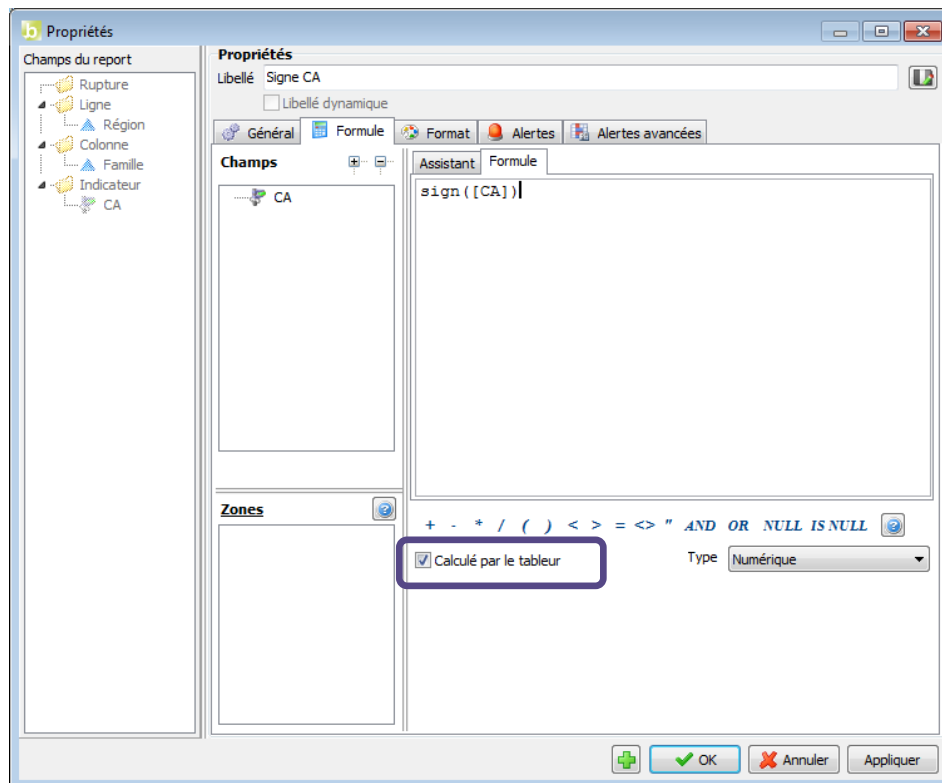 Propriétés
Champs du report
Rupture
Ligne
Région
Colonne
Famille
Indicateur
CA
Propriétés
Libellé Signe CA
Libellé dynamique
Général Formule Format Alertes Alertes avancées
Champs
CA
Assistant Formule
sign([CA])
Zones
+ - * / ( ) < > = <> " AND OR NULL IS NULL
Calculé par le tableur
Type Numérique
OK Annuler Appliquer